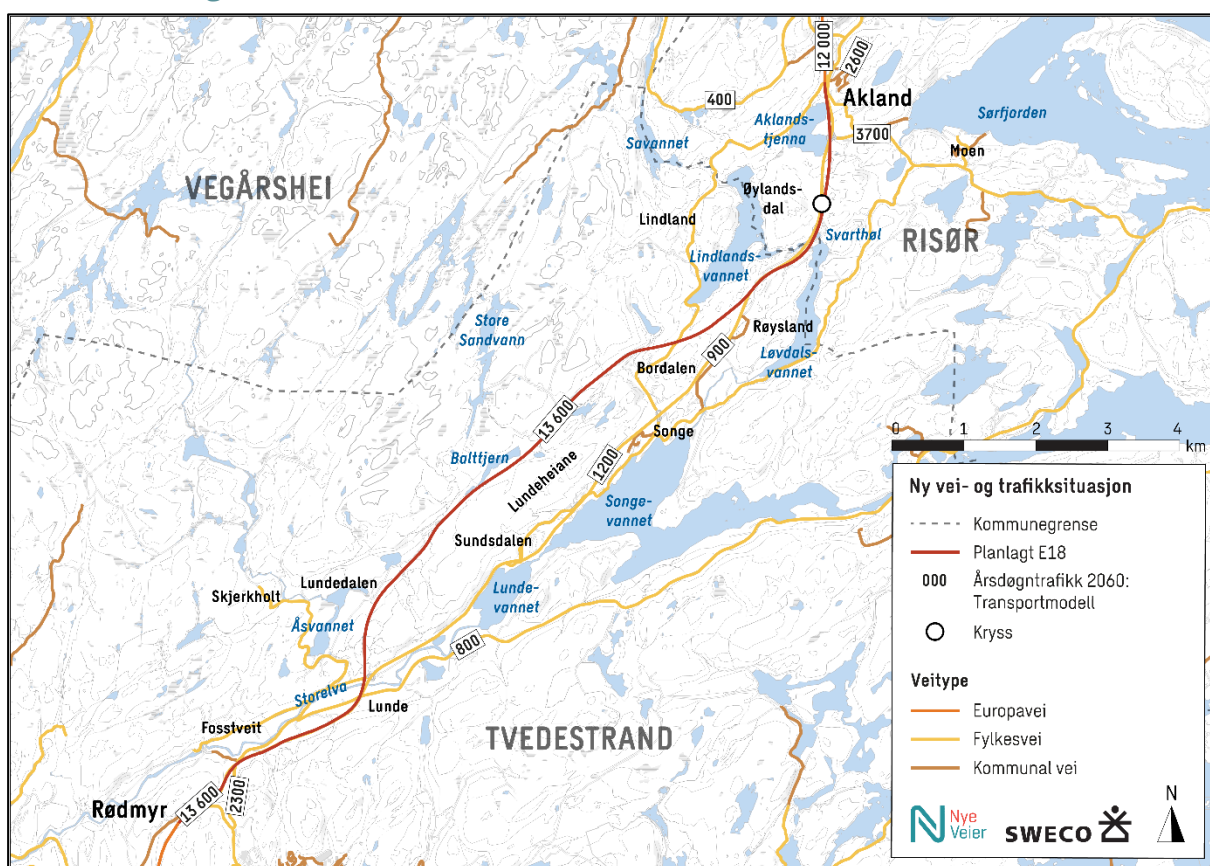 12 000
2600
Akland
400
Aklands-
tjenna
3700
Sørfjorden
Savannet
Moen
VEGÅRSHEI
Øylands-
dal
Lindland
Svarthøl
RISØR
Lindlands-
vannet
Store
Sandvann
Røysland
900
Løvdals-
vannet
Bordalen
13 600
Songe
Balttjern
Lundeheiane
1200
Songe-
vannet
Sundsdalen
Lundedalen
Skjerkholt
Lunde-
vannet
Åsvannet
800
Storelva
Lunde
Fosstveit
TVEDESTRAND
Rødmyr
13 600
2300
0 1 2 3 4
km
Ny vei- og trafikksituasjon
Kommunegrense
Planlagt E18
000 Årsdøgntrafikk 2060:
Transportmodell
Kryss
Veitype
Europavei
Fylkesvei
Kommunal vei
Nye
Veier
SWECO
N